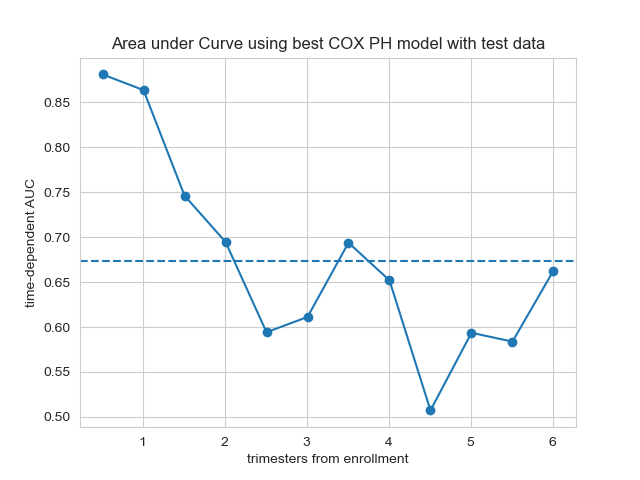 Area under Curve using best COX PH model with test data
time-dependent AUC
0.85
0.80
0.75
0.70
0.65
0.60
0.55
0.50
1 2 3 4 5 6
trimesters from enrollment